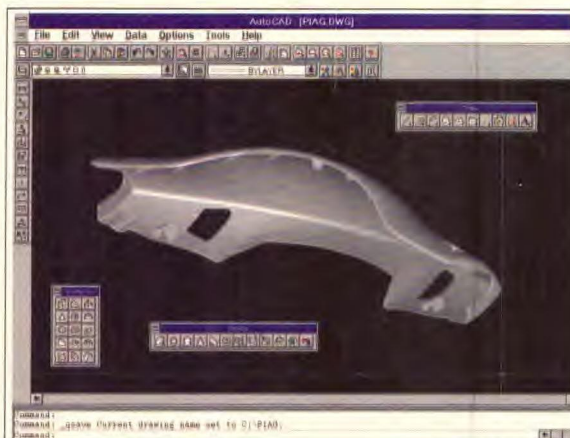 AutoCAD - [PIAG.DWG]
File Edit View Data Options Tools Help
BYLAYER
Command:
Command: _qsave Current drawing name set to C:\PIAG.
Command: